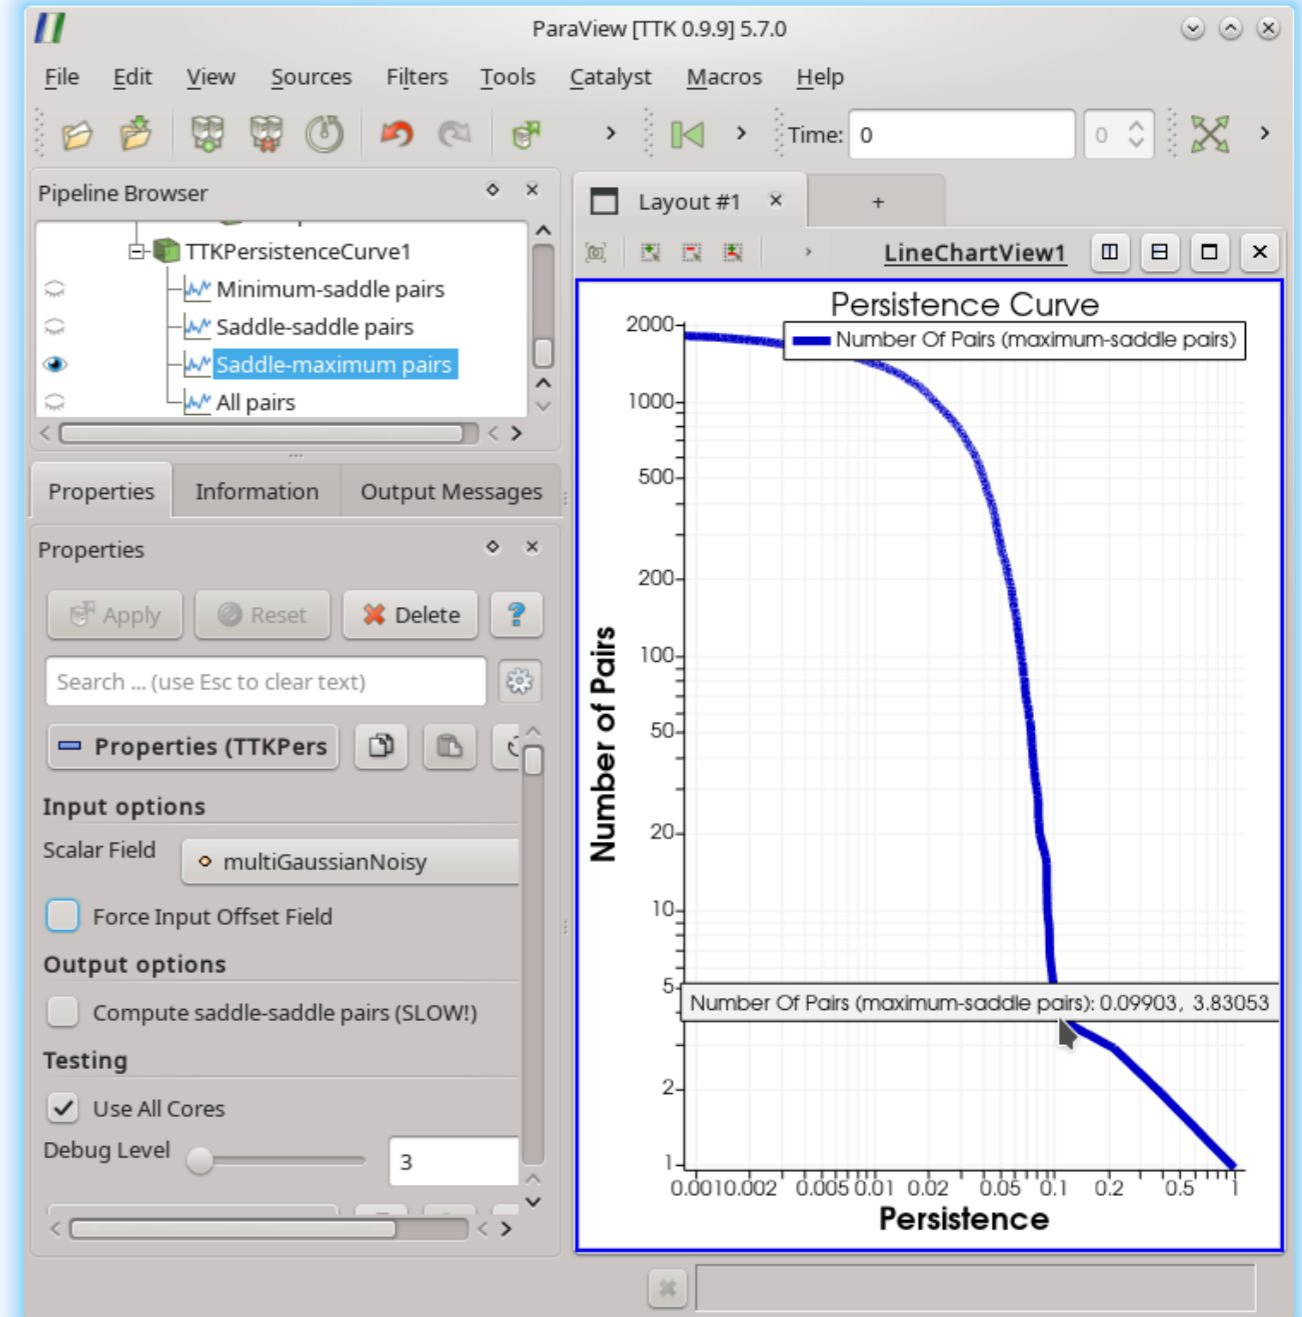 ParaView [TTK 0.9.9] 5.7.0
File Edit View Sources Filters Tools Catalyst Macros Help
Time: 0 0
Pipeline Browser
TTKPersistenceCurve1
Minimum-saddle pairs
Saddle-saddle pairs
Saddle-maximum pairs
All pairs
Properties Information Output Messages
Properties
Apply Reset Delete ?
Search ... (use Esc to clear text)
Properties (TTKPers
Input options
Scalar Field multiGaussianNoisy
Force Input Offset Field
Output options
Compute saddle-saddle pairs (SLOW!)
Testing
Use All Cores
Debug Level 3
Layout #1 +
LineChartView1
Persistence Curve
Number Of Pairs (maximum-saddle pairs)
2000
1000
500
200
100
50
20
10
5
2
1
Number of Pairs
Number Of Pairs (maximum-saddle pairs): 0.09903, 3.83053
0.001 0.002 0.005 0.01 0.02 0.05 0.1 0.2 0.5 1
Persistence